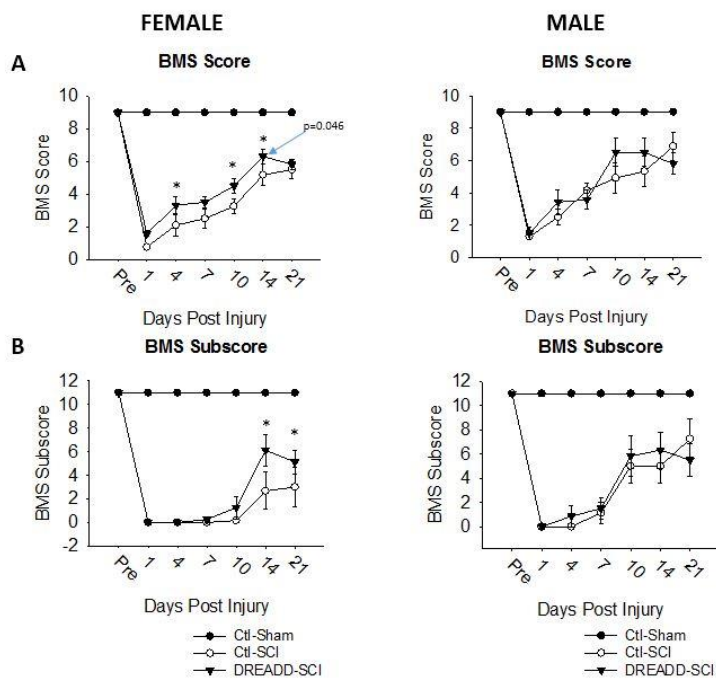 FEMALE MALE
A BMS Score BMS Score
10
8
6
4
2
0
BMS Score
* * *
p=0.046
Pre 1 4 7 10 14 21
Days Post Injury
10
8
6
4
2
0
BMS Score
Pre 1 4 7 10 14 21
Days Post Injury
B BMS Subscore BMS Subscore
12
10
8
6
4
2
0
-2
BMS Subscore
* *
Pre 1 4 7 10 14 21
Days Post Injury
12
10
8
6
4
2
0
BMS Subscore
Pre 1 4 7 10 14 21
Days Post Injury
Ctl-Sham
Ctl-SCI
DREADD-SCI
Ctl-Sham
Ctl-SCI
DREADD-SCI